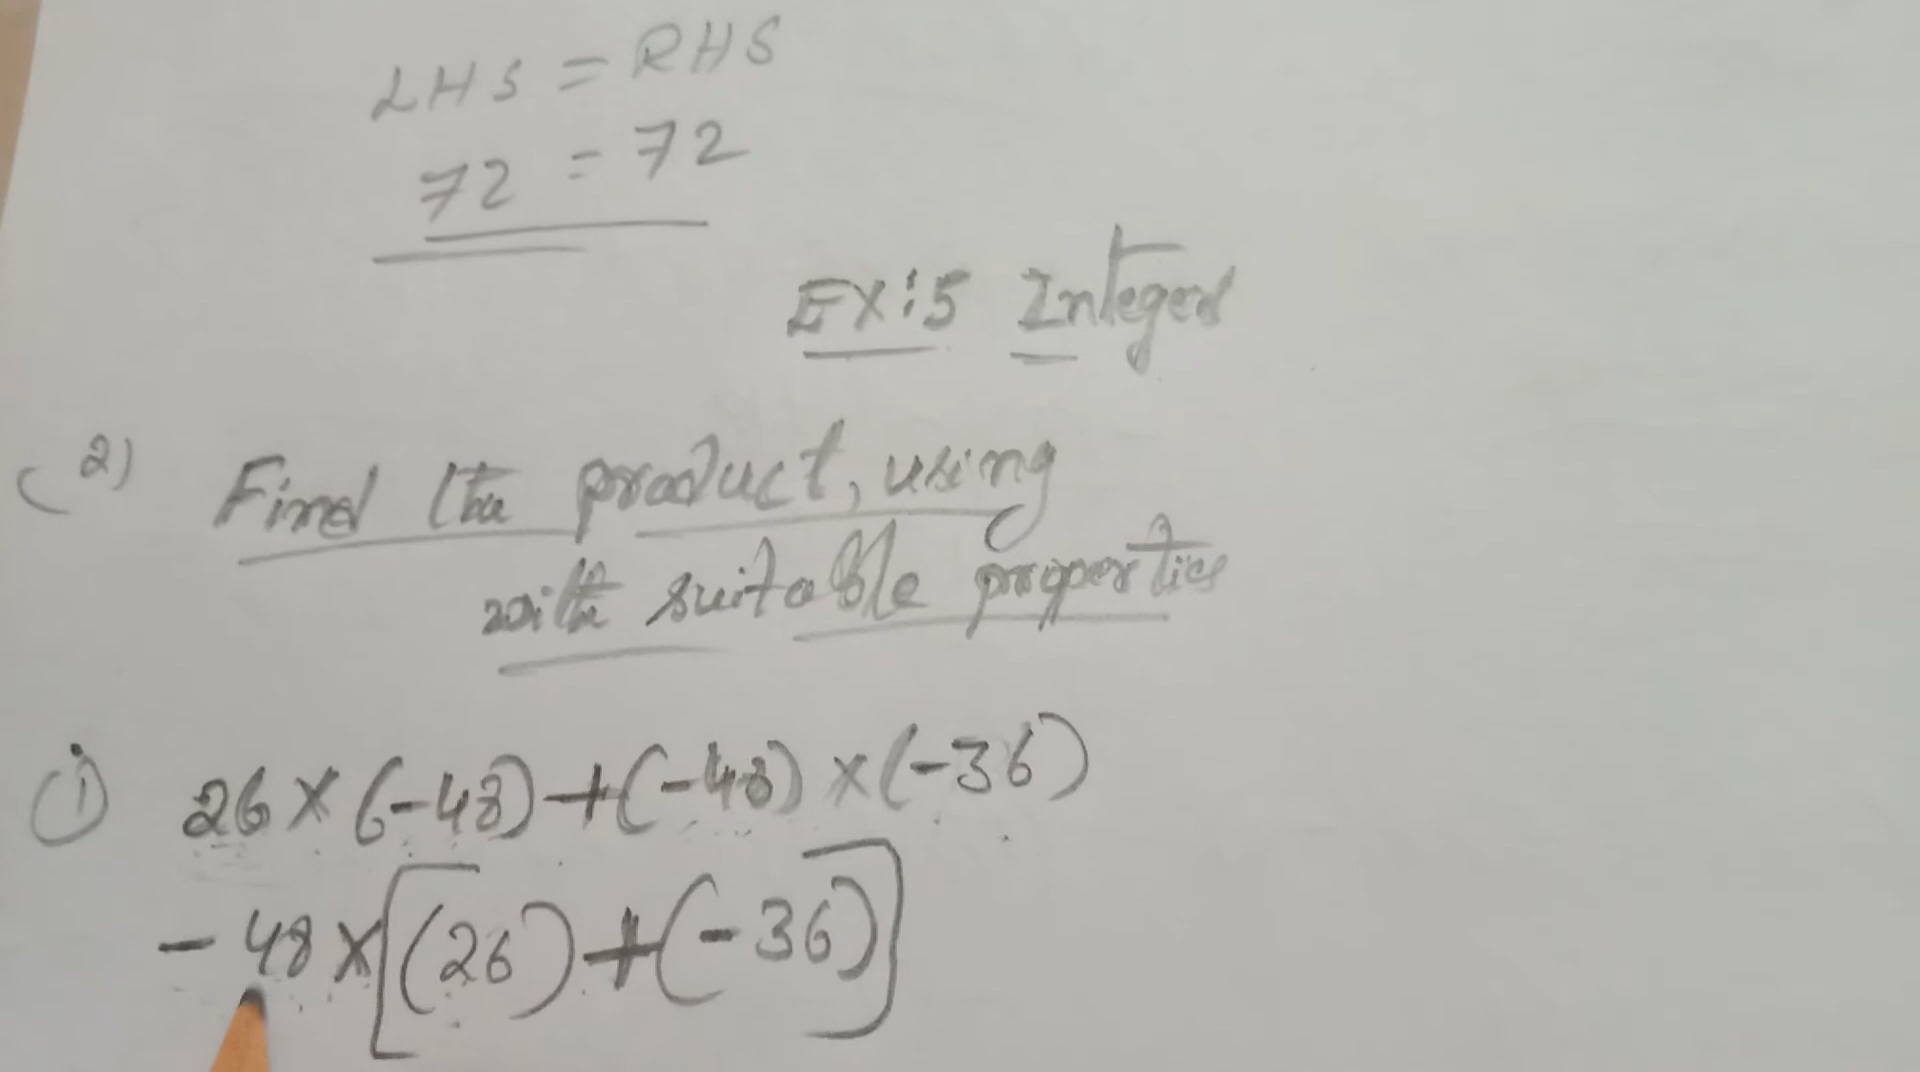 LHS = RHS
72 = 72
EX:5 Integers
2) Find the product, using
with suitable properties
i) 26 × (-48) + (-48) × (-36)
- 48 × [(26) + (-36)]